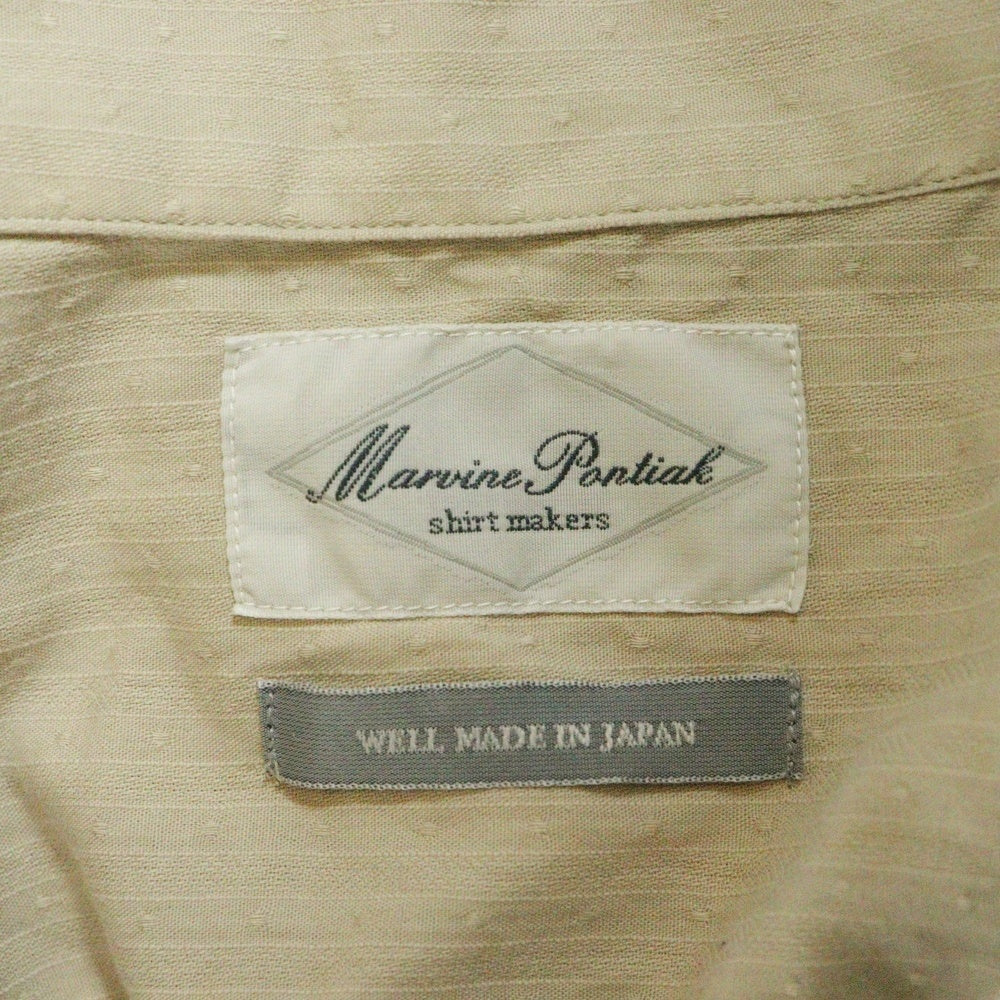 Marvine Pontiak
shirt makers
WELL MADE IN JAPAN